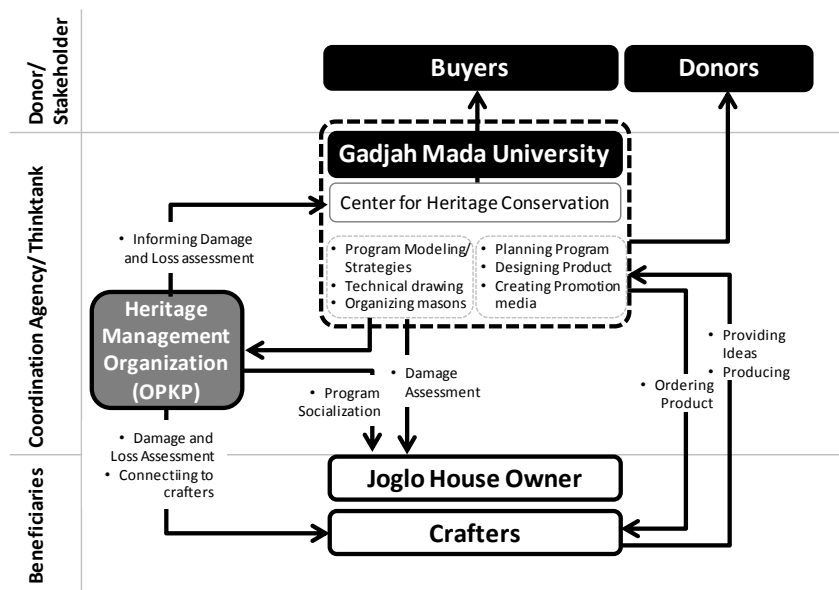 Donor/
Stakeholder
Buyers
Donors
Coordination Agency/ Thinktank
Gadjah Mada University
Center for Heritage Conservation
• Informing Damage
and Loss assessment
• Program Modeling/
Strategies
• Technical drawing
• Organizing masons
• Planning Program
• Designing Product
• Creating Promotion
media
Heritage
Management
Organization
(OPKP)
• Program
Socialization
• Damage
Assessment
• Ordering
Product
• Providing
Ideas
• Producing
• Damage and
Loss Assessment
• Connectiing to
crafters
Beneficiaries
Joglo House Owner
Crafters